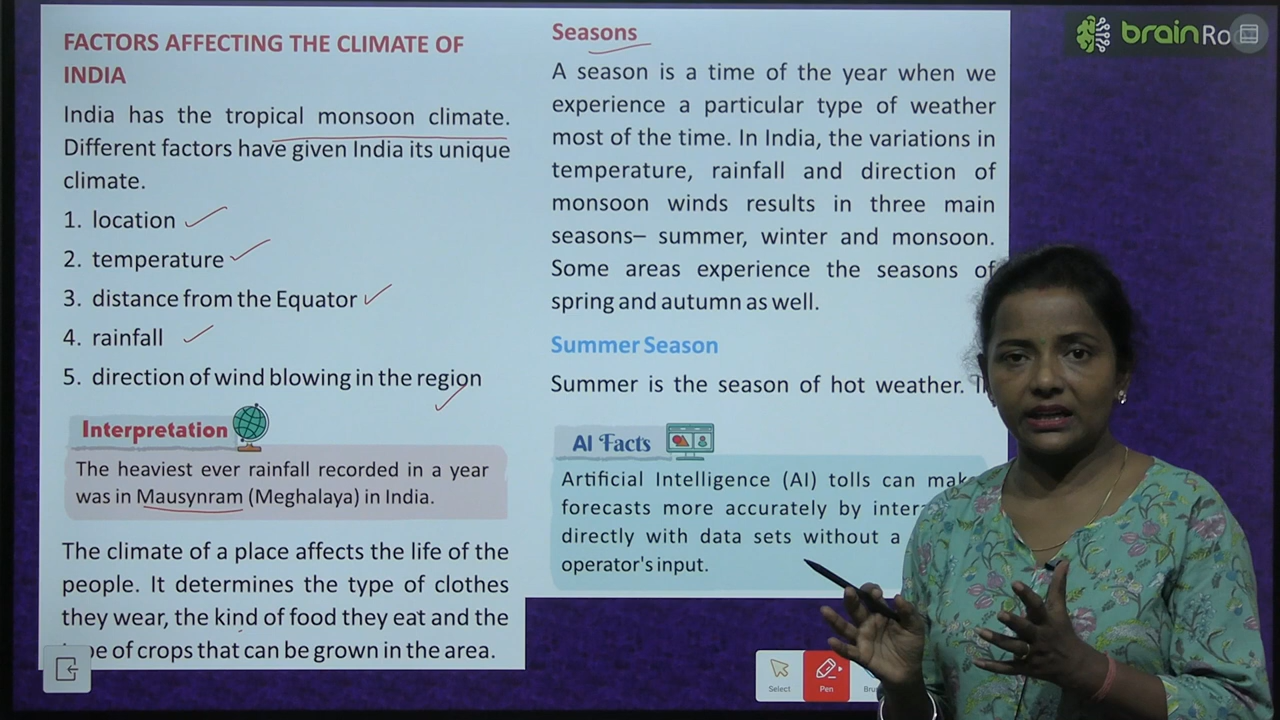 FACTORS AFFECTING THE CLIMATE OF
INDIA
India has the tropical monsoon climate.
Different factors have given India its unique
climate.
1. location
2. temperature
3. distance from the Equator
4. rainfall
5. direction of wind blowing in the region
Interpretation
The heaviest ever rainfall recorded in a year
was in Mausynram (Meghalaya) in India.
The climate of a place affects the life of the
people. It determines the type of clothes
they wear, the kind of food they eat and the
of crops that can be grown in the area.
Seasons
A season is a time of the year when we
experience a particular type of weather
most of the time. In India, the variations in
temperature, rainfall and direction of
monsoon winds results in three main
seasons– summer, winter and monsoon.
Some areas experience the seasons of
spring and autumn as well.
Summer Season
Summer is the season of hot weather.
AI Facts
Artificial Intelligence (AI) tolls can
forecasts more accurately by
directly with data sets without a
operator's input.
brain
Select
Pen